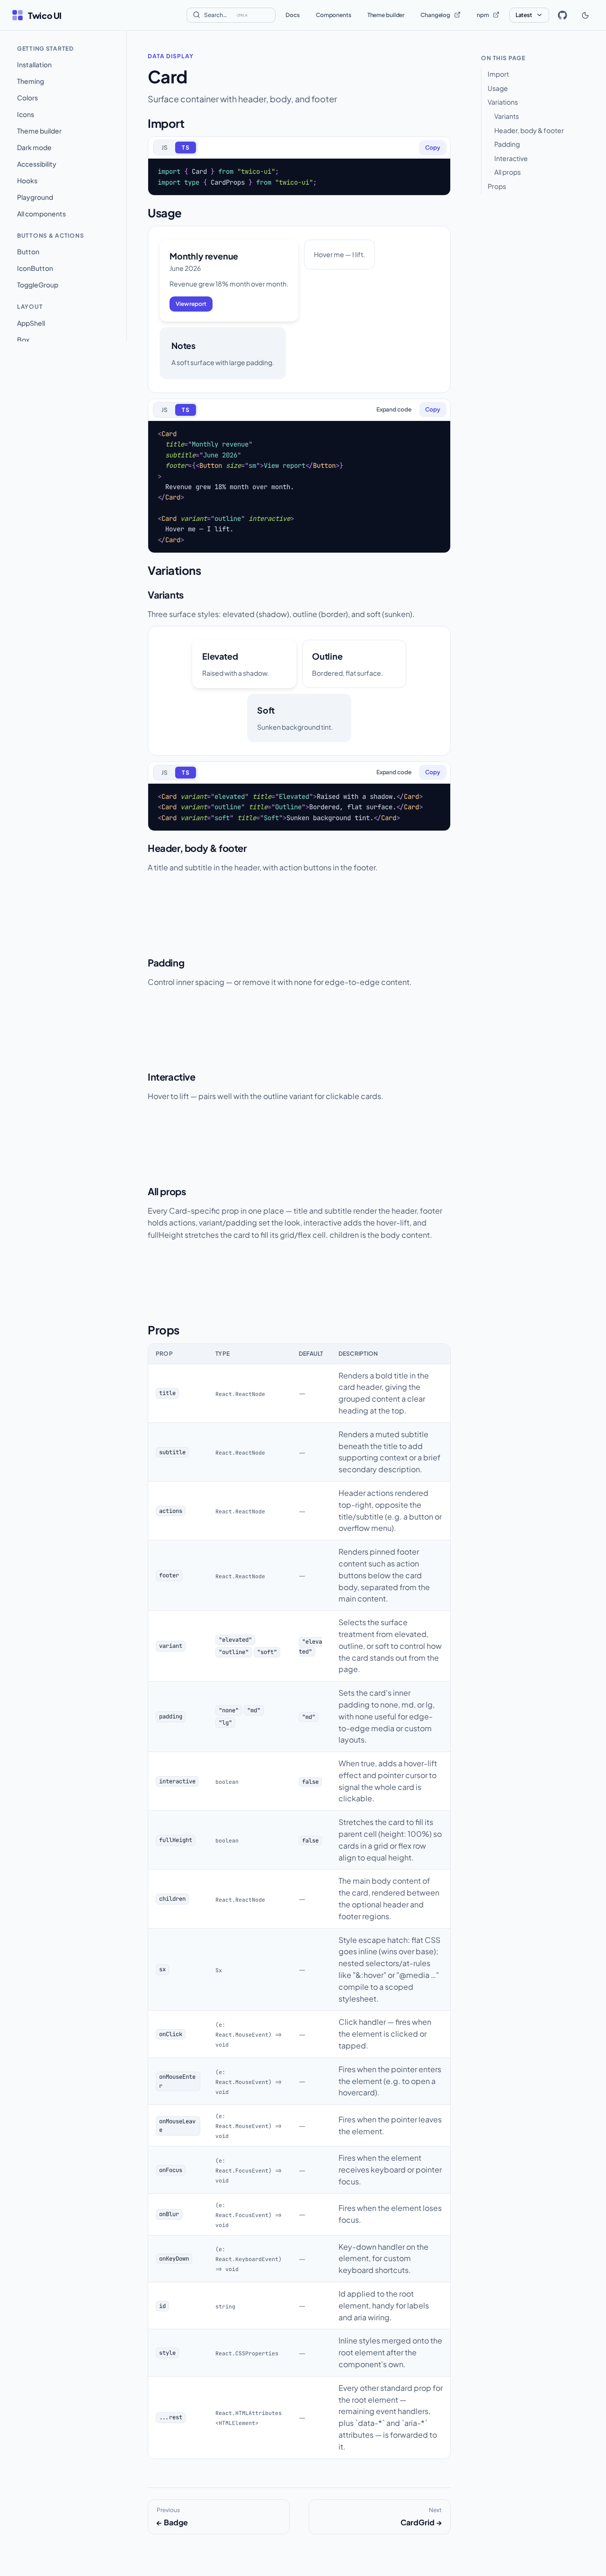 Twico UI
Search...
Docs
Components
Theme builder
Changelog
npm
Latest
GETTING STARTED
Installation
Theming
Colors
Icons
Theme builder
Dark mode
Accessibility
Hooks
Playground
All components
BUTTONS & ACTIONS
Button
IconButton
ToggleGroup
LAYOUT
AppShell
Box
DATA DISPLAY
Card
Surface container with header, body, and footer
Import
JS TS Copy
import { Card } from "twico-ui";
import type { CardProps } from "twico-ui";
Usage
Monthly revenue
June 2026
Revenue grew 18% month over month.
View report
Hover me — I lift.
Notes
A soft surface with large padding.
JS TS Expand code Copy
<Card
title="Monthly revenue"
subtitle="June 2026"
footer={<Button size="sm">View report</Button>}
>
Revenue grew 18% month over month.
</Card>
<Card variant="outline" interactive>
Hover me — I lift.
</Card>
Variations
Variants
Three surface styles: elevated (shadow), outline (border), and soft (sunken).
Elevated
Raised with a shadow.
Outline
Bordered, flat surface.
Soft
Sunken background tint.
JS TS Expand code Copy
<Card variant="elevated" title="Elevated">Raised with a shadow.</Card>
<Card variant="outline" title="Outline">Bordered, flat surface.</Card>
<Card variant="soft" title="Soft">Sunken background tint.</Card>
Header, body & footer
A title and subtitle in the header, with action buttons in the footer.
Padding
Control inner spacing — or remove it with none for edge-to-edge content.
Interactive
Hover to lift — pairs well with the outline variant for clickable cards.
All props
Every Card-specific prop in one place — title and subtitle render the header, footer
holds actions, variant/padding set the look, interactive adds the hover-lift, and
fullHeight stretches the card to fill its grid/flex cell. children is the body content.
Props
PROP TYPE DEFAULT DESCRIPTION
title React.ReactNode — Renders a bold title in the
card header, giving the
grouped content a clear
heading at the top.
subtitle React.ReactNode — Renders a muted subtitle
beneath the title to add
supporting context or a brief
secondary description.
actions React.ReactNode — Header actions rendered
top-right, opposite the
title/subtitle (e.g. a button or
overflow menu).
footer React.ReactNode — Renders pinned footer
content such as action
buttons below the card
body, separated from the
main content.
variant "elevated" "outline" "soft" "elevated" Selects the surface
treatment from elevated,
outline, or soft to control how
the card stands out from the
page.
padding "none" "md" "lg" "md" Sets the card's inner
padding to none, md, or lg,
with none useful for edge-
to-edge media or custom
layouts.
interactive boolean false When true, adds a hover-lift
effect and pointer cursor to
signal the whole card is
clickable.
fullHeight boolean false Stretches the card to fill its
parent cell (height: 100%) so
cards in a grid or flex row
align to equal height.
children React.ReactNode — The main body content of
the card, rendered between
the optional header and
footer regions.
sx Sx — Style escape hatch: flat CSS
goes inline (wins over base);
nested selectors/at-rules
like "&:hover" or "@media …"
compile to a scoped
stylesheet.
onClick (e: React.MouseEvent) => void — Click handler — fires when
the element is clicked or
tapped.
onMouseEnter (e: React.MouseEvent) => void — Fires when the pointer enters
the element (e.g. to open a
hovercard).
onMouseLeave (e: React.MouseEvent) => void — Fires when the pointer leaves
the element.
onFocus (e: React.FocusEvent) => void — Fires when the element
receives keyboard or pointer
focus.
onBlur (e: React.FocusEvent) => void — Fires when the element loses
focus.
onKeyDown (e: React.KeyboardEvent) => void — Key-down handler on the
element, for custom
keyboard shortcuts.
id string — Id applied to the root
element, handy for labels
and aria wiring.
style React.CSSProperties — Inline styles merged onto the
root element after the
component's own.
...rest React.HTMLAttributes<HTMLElement> — Every other standard prop for
the root element —
remaining event handlers,
plus `data-*` and `aria-*`
attributes — is forwarded to
it.
Previous
← Badge
Next
CardGrid →
ON THIS PAGE
Import
Usage
Variations
Variants
Header, body & footer
Padding
Interactive
All props
Props